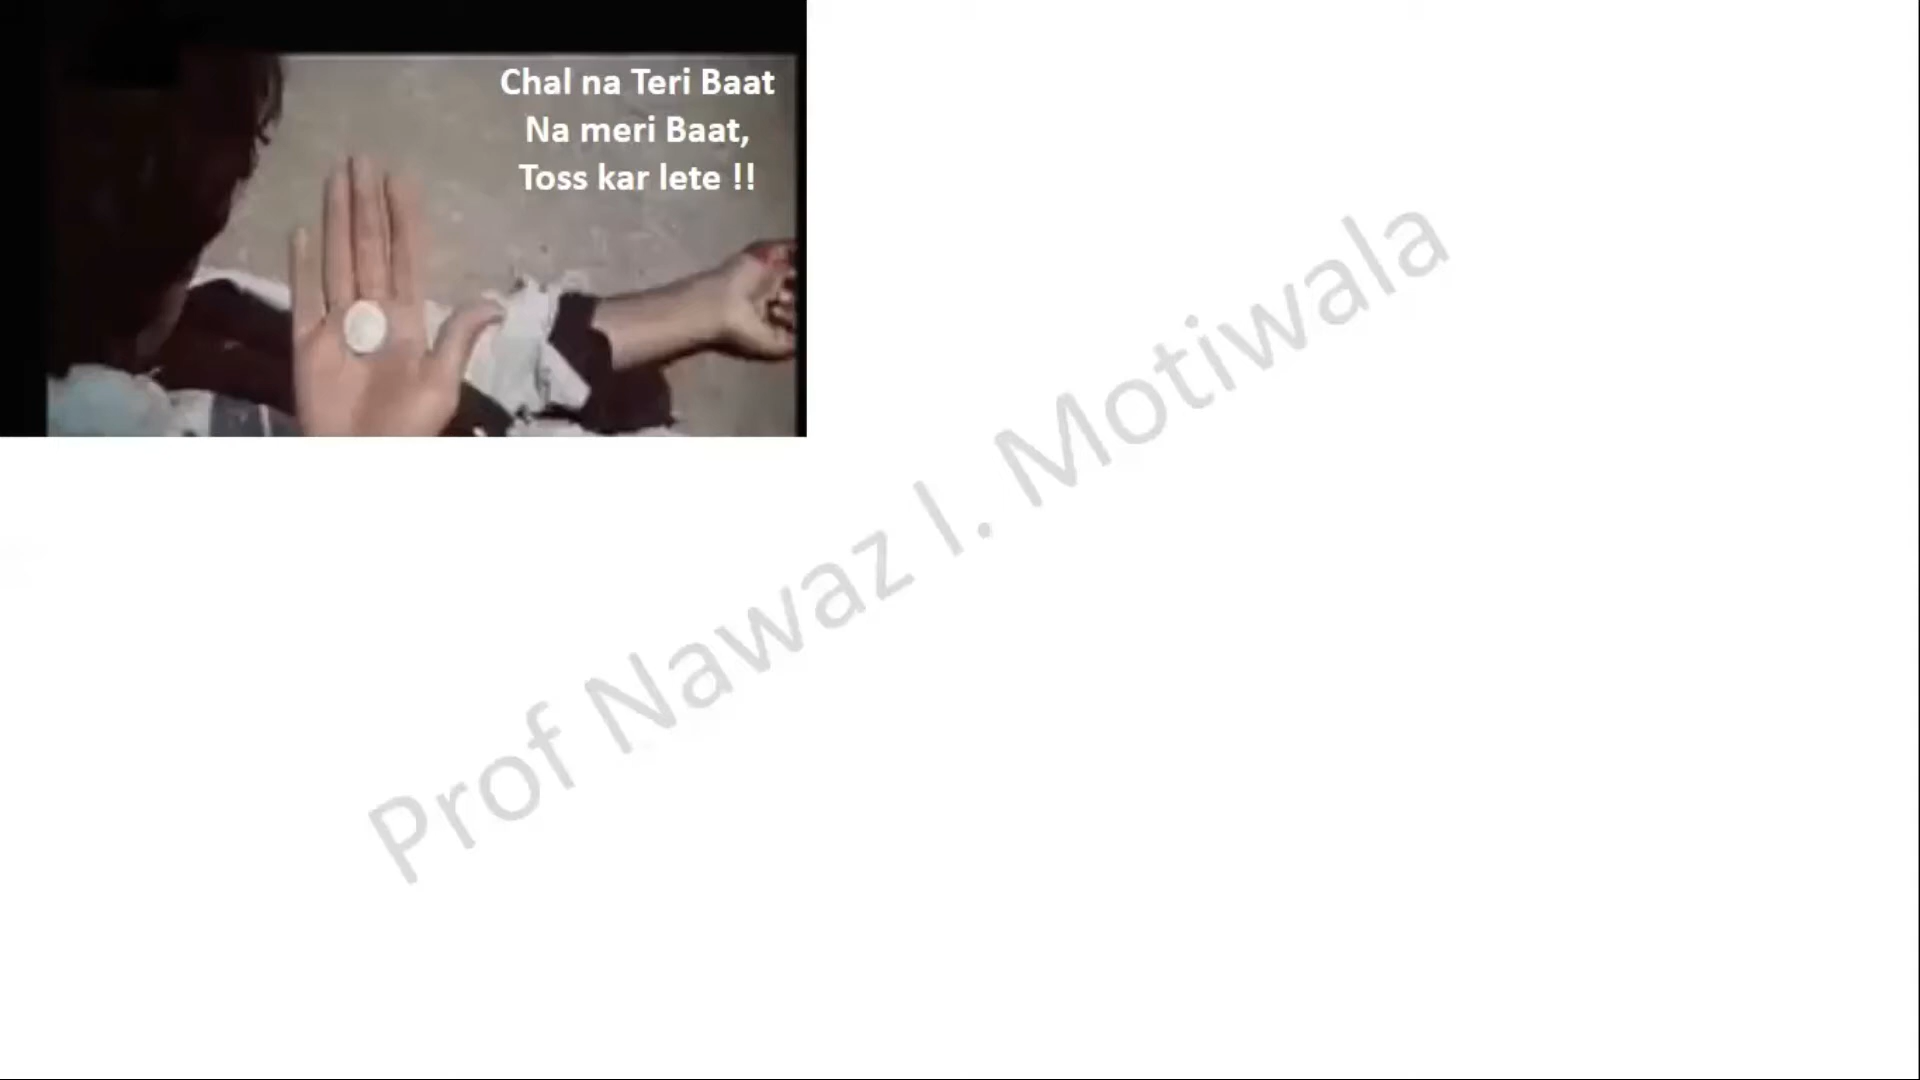 Chal na Teri Baat
Na meri Baat,
Toss kar lete !!
Prof Nawaz I. Motiwala